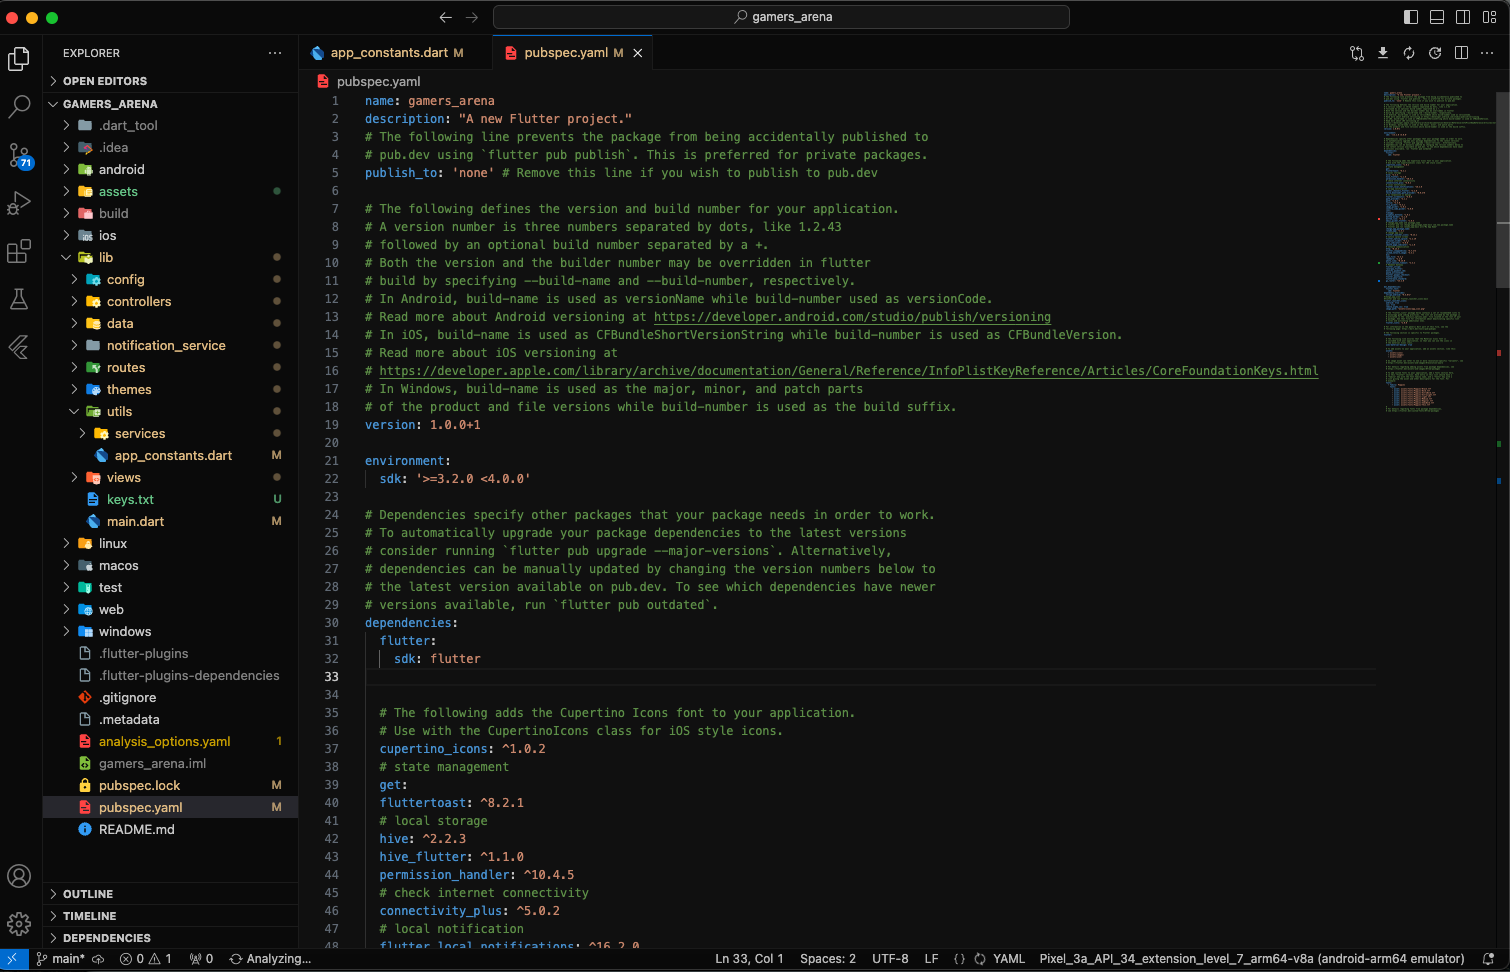 gamers_arena
EXPLORER
OPEN EDITORS
GAMERS_ARENA
.dart_tool
.idea
android
assets
build
ios
lib
config
controllers
data
notification_service
routes
themes
utils
services
app_constants.dart M
views
keys.txt U
main.dart M
linux
macos
test
web
windows
.flutter-plugins
.flutter-plugins-dependencies
.gitignore
.metadata
analysis_options.yaml 1
gamers_arena.iml
pubspec.lock M
pubspec.yaml M
README.md
OUTLINE
TIMELINE
DEPENDENCIES
71
app_constants.dart M
pubspec.yaml M
pubspec.yaml
1 name: gamers_arena
2 description: "A new Flutter project."
3 # The following line prevents the package from being accidentally published to
4 # pub.dev using `flutter pub publish`. This is preferred for private packages.
5 publish_to: 'none' # Remove this line if you wish to publish to pub.dev
6
7 # The following defines the version and build number for your application.
8 # A version number is three numbers separated by dots, like 1.2.43
9 # followed by an optional build number separated by a +.
10 # Both the version and the builder number may be overridden in flutter
11 # build by specifying --build-name and --build-number, respectively.
12 # In Android, build-name is used as versionName while build-number used as versionCode.
13 # Read more about Android versioning at https://developer.android.com/studio/publish/versioning
14 # In iOS, build-name is used as CFBundleShortVersionString while build-number is used as CFBundleVersion.
15 # Read more about iOS versioning at
16 # https://developer.apple.com/library/archive/documentation/General/Reference/InfoPlistKeyReference/Articles/CoreFoundationKeys.html
17 # In Windows, build-name is used as the major, minor, and patch parts
18 # of the product and file versions while build-number is used as the build suffix.
19 version: 1.0.0+1
20
21 environment:
22 sdk: '>=3.2.0 <4.0.0'
23
24 # Dependencies specify other packages that your package needs in order to work.
25 # To automatically upgrade your package dependencies to the latest versions
26 # consider running `flutter pub upgrade --major-versions`. Alternatively,
27 # dependencies can be manually updated by changing the version numbers below to
28 # the latest version available on pub.dev. To see which dependencies have newer
29 # versions available, run `flutter pub outdated`.
30 dependencies:
31 flutter:
32 sdk: flutter
33
34
35 # The following adds the Cupertino Icons font to your application.
36 # Use with the CupertinoIcons class for iOS style icons.
37 cupertino_icons: ^1.0.2
38 # state management
39 get:
40 fluttertoast: ^8.2.1
41 # local storage
42 hive: ^2.2.3
43 hive_flutter: ^1.1.0
44 permission_handler: ^10.4.5
45 # check internet connectivity
46 connectivity_plus: ^5.0.2
47 # local notification
48 flutter_local_notifications: ^16.2.0
main* 0 1 0 Analyzing... Ln 33, Col 1 Spaces: 2 UTF-8 LF {} YAML Pixel_3a_API_34_extension_level_7_arm64-v8a (android-arm64 emulator)